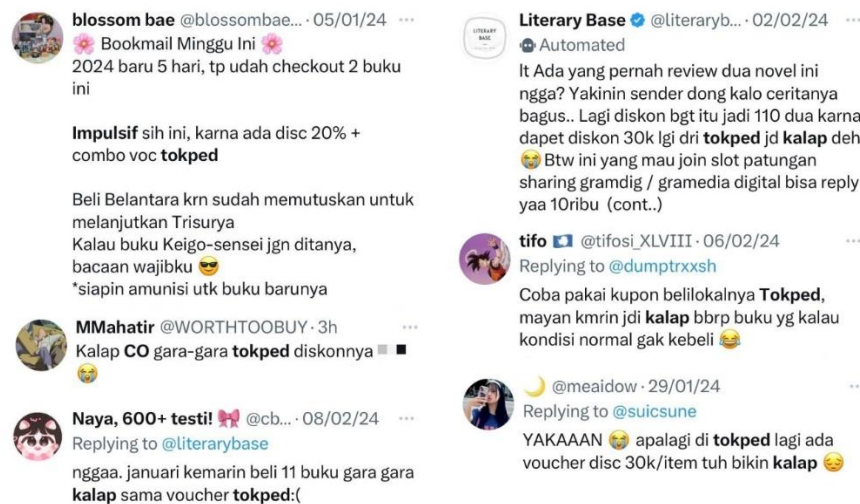 blossom bae @blossombae... · 05/01/24 ...
🌸 Bookmail Minggu Ini 🌸
2024 baru 5 hari, tp udah checkout 2 buku
ini
Impulsif sih ini, karna ada disc 20% +
combo voc tokped
Beli Belantara krn sudah memutuskan untuk
melanjutkan Trisurya
Kalau buku Keigo-sensei jgn ditanya,
bacaan wajibku 😎
*siapin amunisi utk buku barunya
MMahatir @WORTHTOOBUY · 3h ...
Kalap CO gara-gara tokped diskonnya
😭
Naya, 600+ testi! 🎀 @cb... · 08/02/24 ...
Replying to @literarybase
nggaa. januari kemarin beli 11 buku gara gara
kalap sama voucher tokped:(
LITERARY
BASE
Literary Base @literaryb... · 02/02/24 ...
Automated
lt Ada yang pernah review dua novel ini
ngga? Yakinin sender dong kalo ceritanya
bagus.. Lagi diskon bgt itu jadi 110 dua karna
dapet diskon 30k lgi dri tokped jd kalap deh
😭 Btw ini yang mau join slot patungan
sharing gramdig / gramedia digital bisa reply
yaa 10ribu (cont..)
tifo @tifosi_XLVIII · 06/02/24 ...
Replying to @dumptrxxsh
Coba pakai kupon belilokalnya Tokped,
mayan kmrin jdi kalap bbrp buku yg kalau
kondisi normal gak kebeli 😂
🌙 @meaidow · 29/01/24 ...
Replying to @suicsune
YAKAAAN 😭 apalagi di tokped lagi ada
voucher disc 30k/item tuh bikin kalap 😔